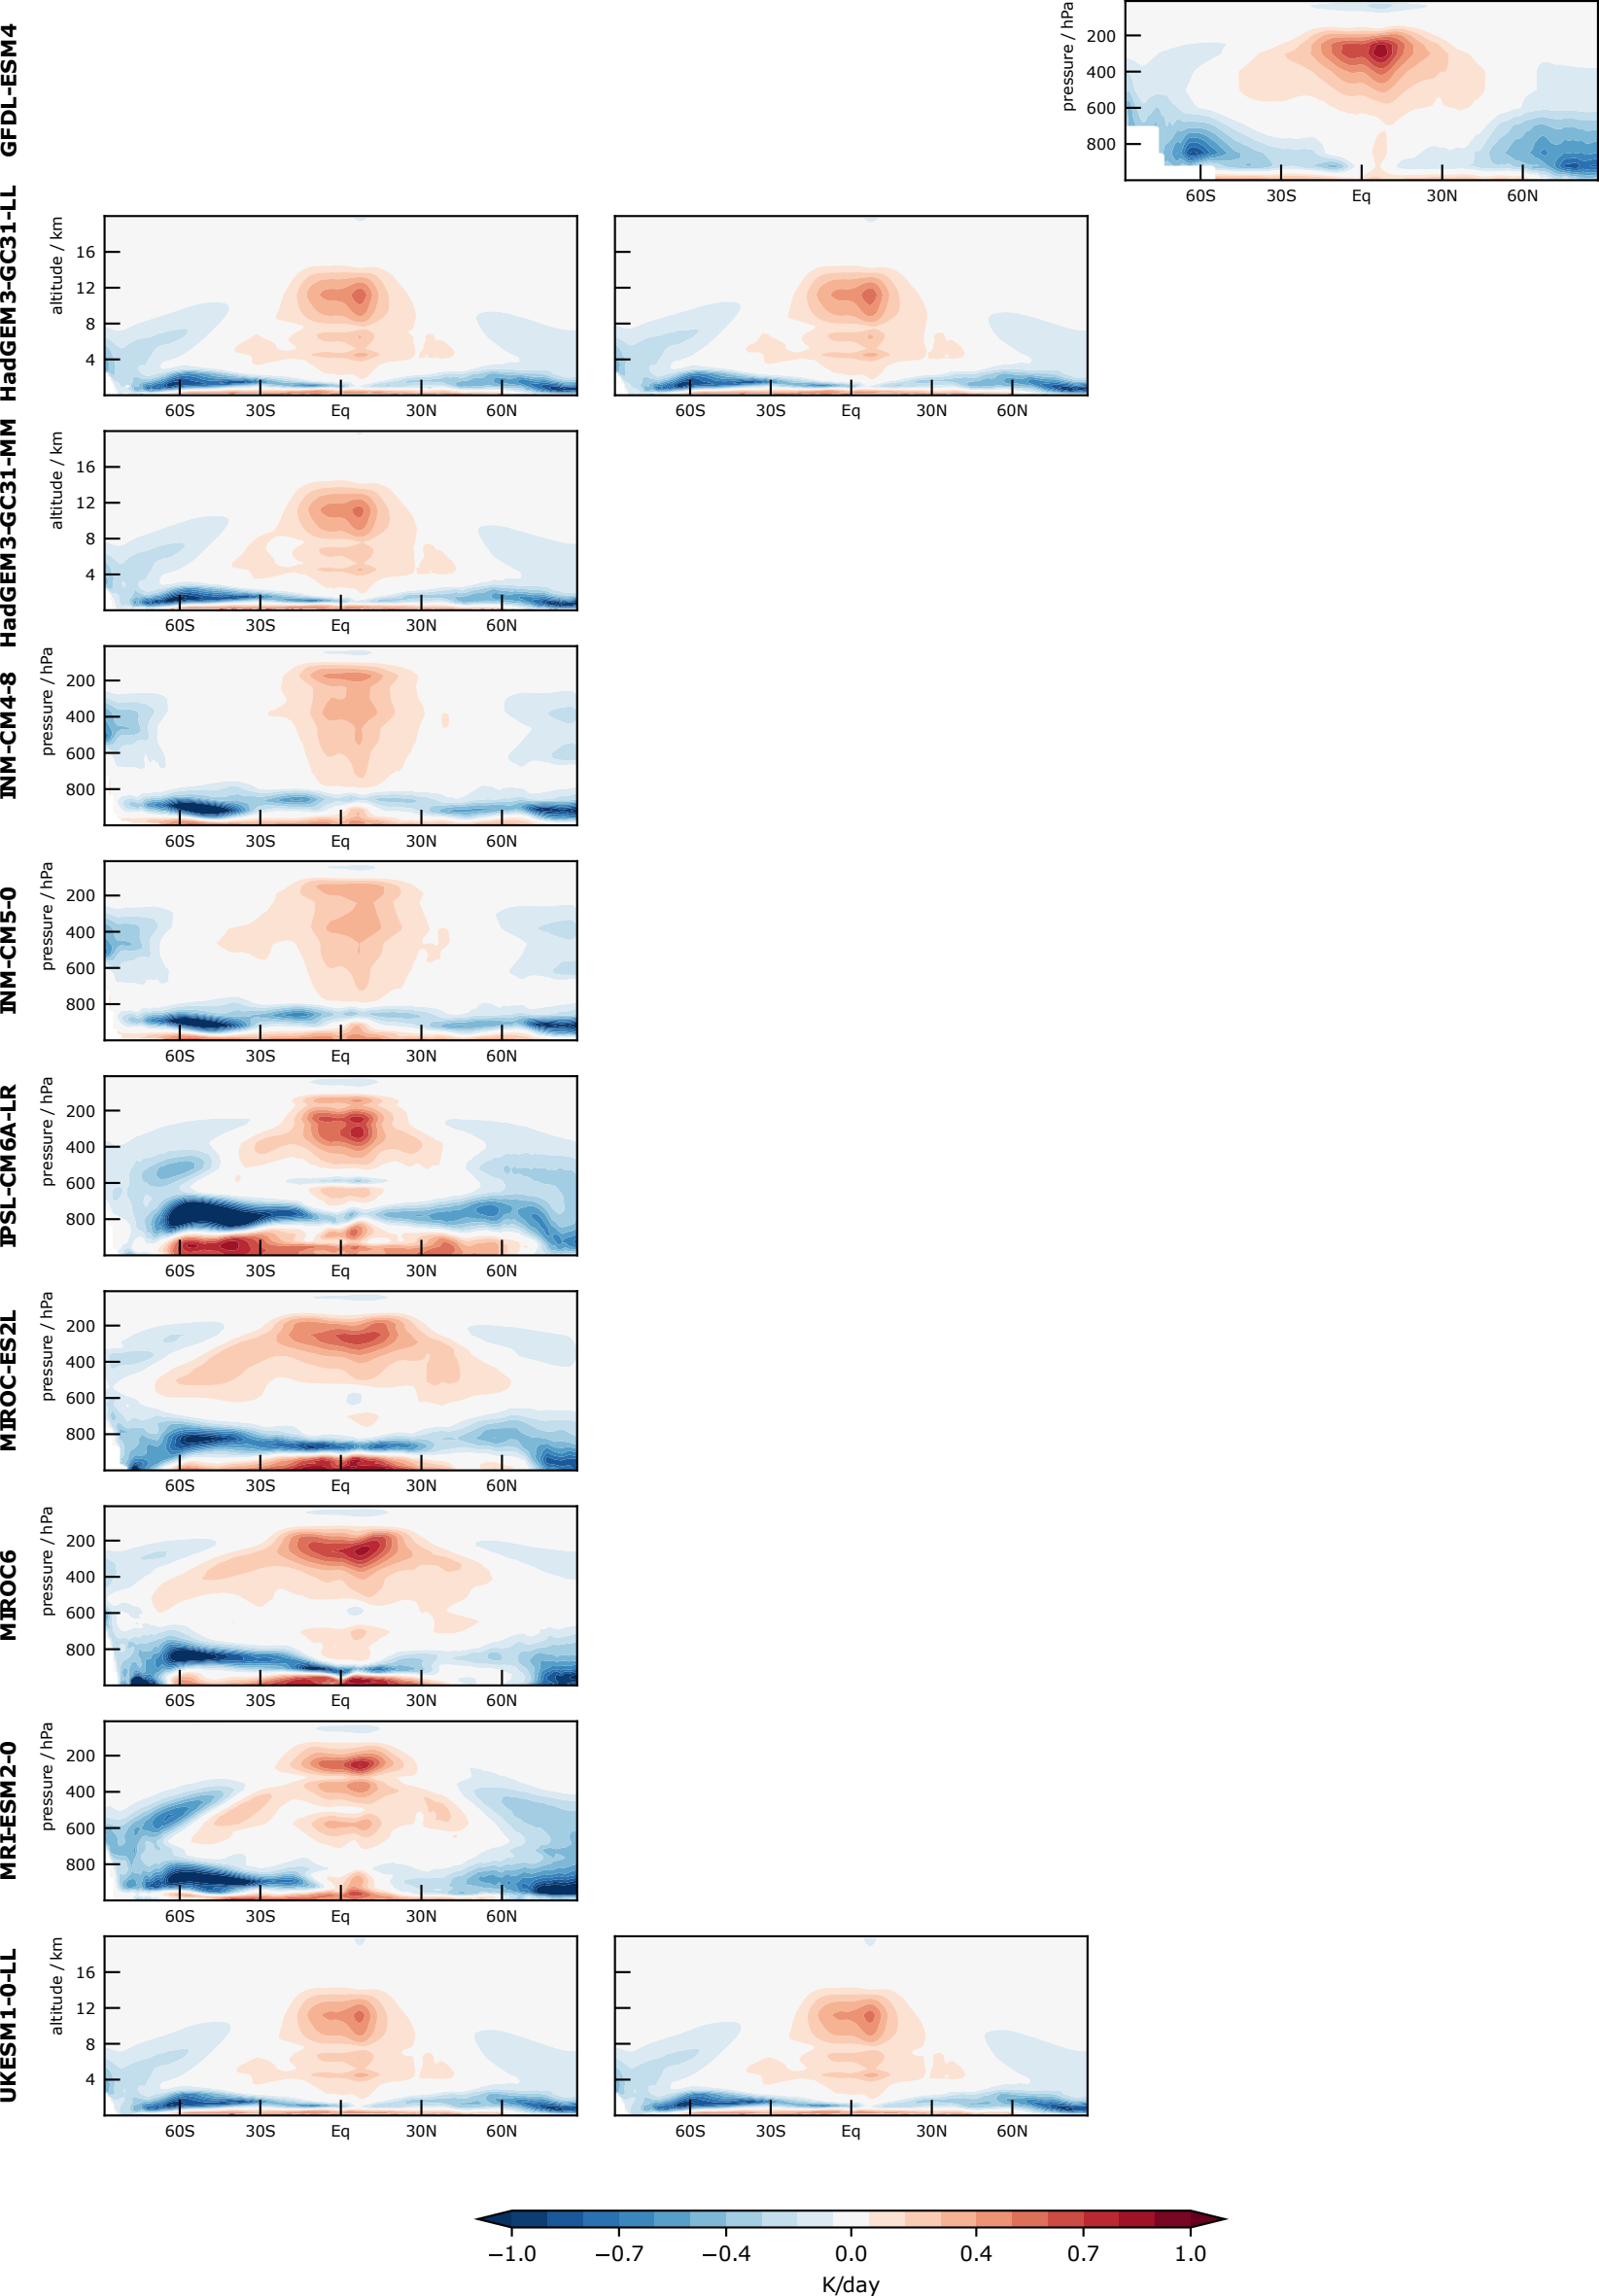 GFDL-ESM4
pressure / hPa
200
400
600
800
60S 30S Eq 30N 60N
HadGEM3-GC31-LL
altitude / km
16
12
8
4
60S 30S Eq 30N 60N
60S 30S Eq 30N 60N
HadGEM3-GC31-MM
altitude / km
16
12
8
4
60S 30S Eq 30N 60N
INM-CM4-8
pressure / hPa
200
400
600
800
60S 30S Eq 30N 60N
INM-CM5-0
pressure / hPa
200
400
600
800
60S 30S Eq 30N 60N
IPSL-CM6A-LR
pressure / hPa
200
400
600
800
60S 30S Eq 30N 60N
MIROC-ES2L
pressure / hPa
200
400
600
800
60S 30S Eq 30N 60N
MIROC6
pressure / hPa
200
400
600
800
60S 30S Eq 30N 60N
MRI-ESM2-0
pressure / hPa
200
400
600
800
60S 30S Eq 30N 60N
UKESM1-0-LL
altitude / km
16
12
8
4
60S 30S Eq 30N 60N
60S 30S Eq 30N 60N
−1.0 −0.7 −0.4 0.0 0.4 0.7 1.0
K/day